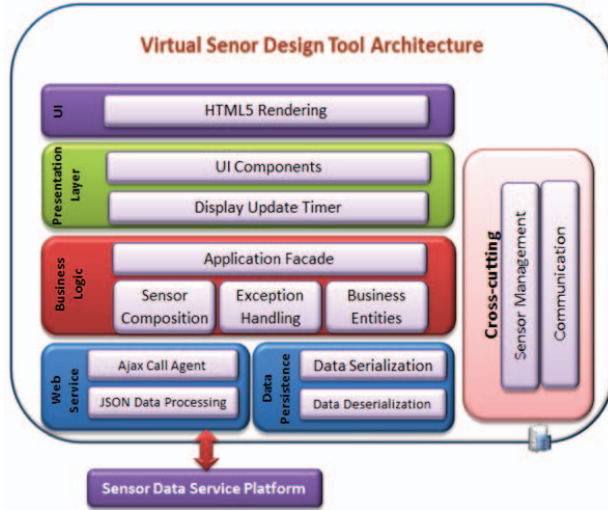 Virtual Senor Design Tool Architecture
UI
HTML5 Rendering
Presentation
Layer
UI Components
Display Update Timer
Business
Logic
Application Facade
Sensor
Composition
Exception
Handling
Business
Entities
Web
Service
Ajax Call Agent
JSON Data Processing
Data
Persistence
Data Serialization
Data Deserialization
Cross-cutting
Sensor Management
Communication
Sensor Data Service Platform